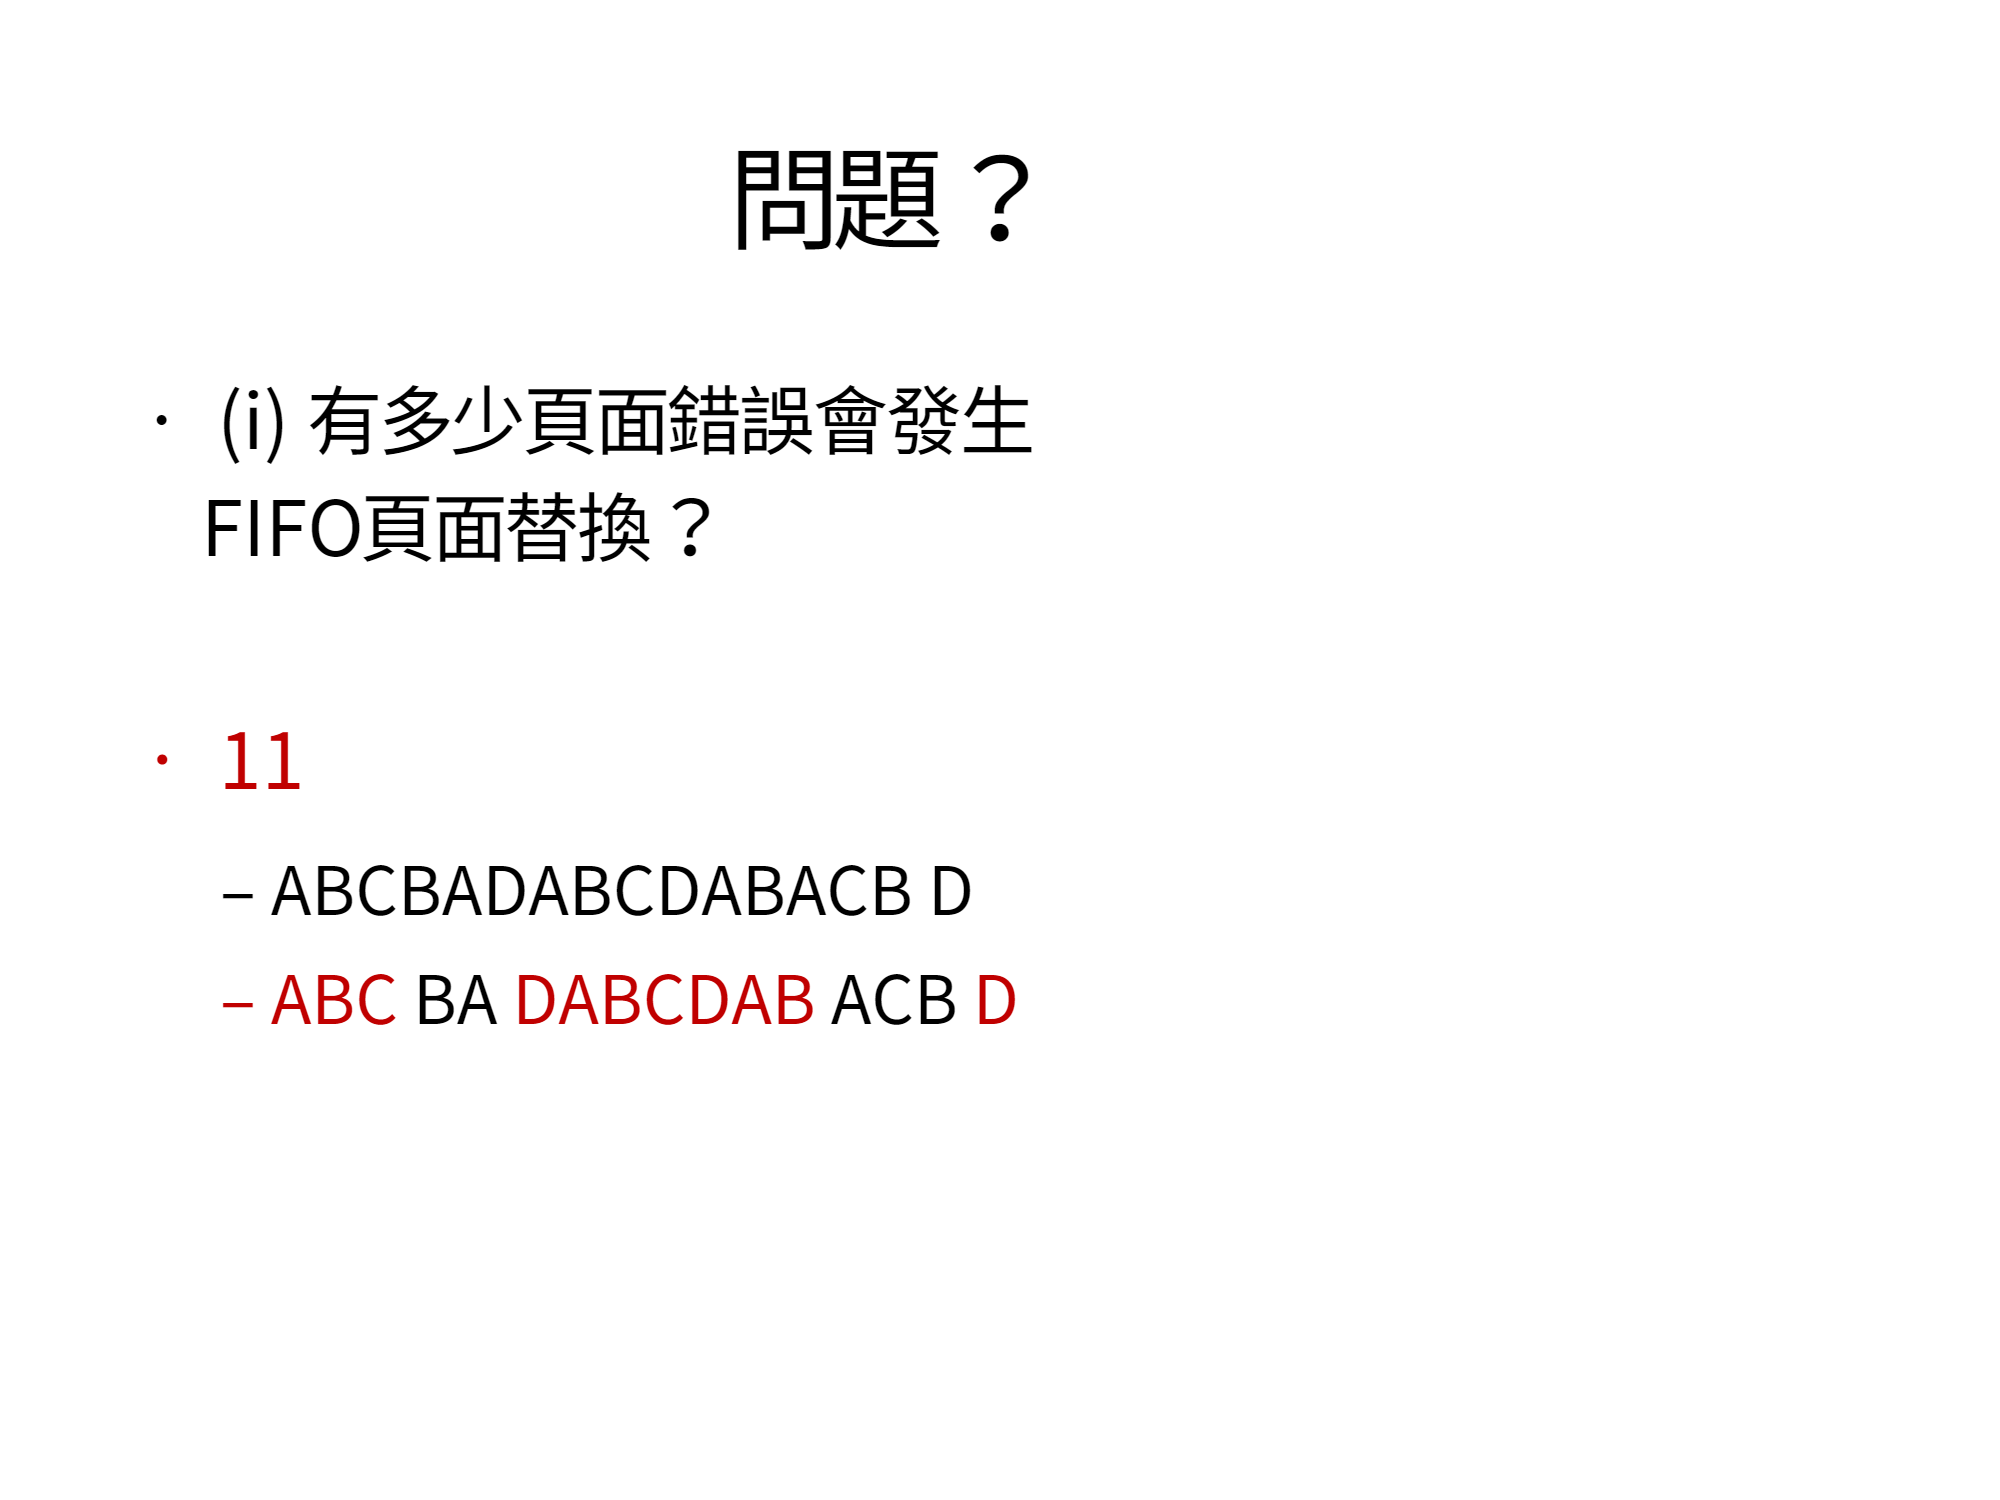 問題？
• (i) 有多少頁面錯誤會發生
FIFO頁面替換？
• 11
– ABCBADABCDABACB D
– ABC BA DABCDAB ACB D